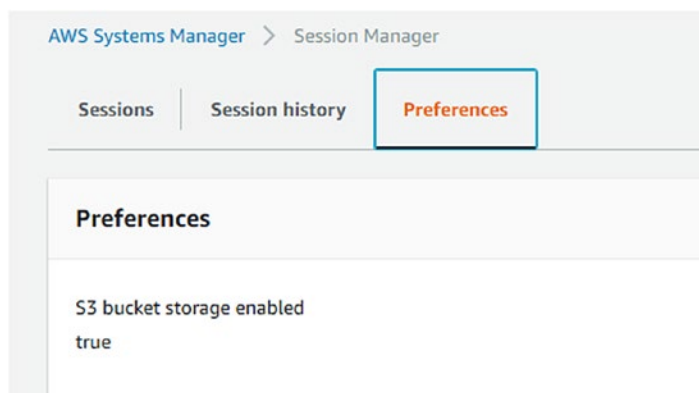 AWS Systems Manager > Session Manager
Sessions Session history Preferences
Preferences
S3 bucket storage enabled
true